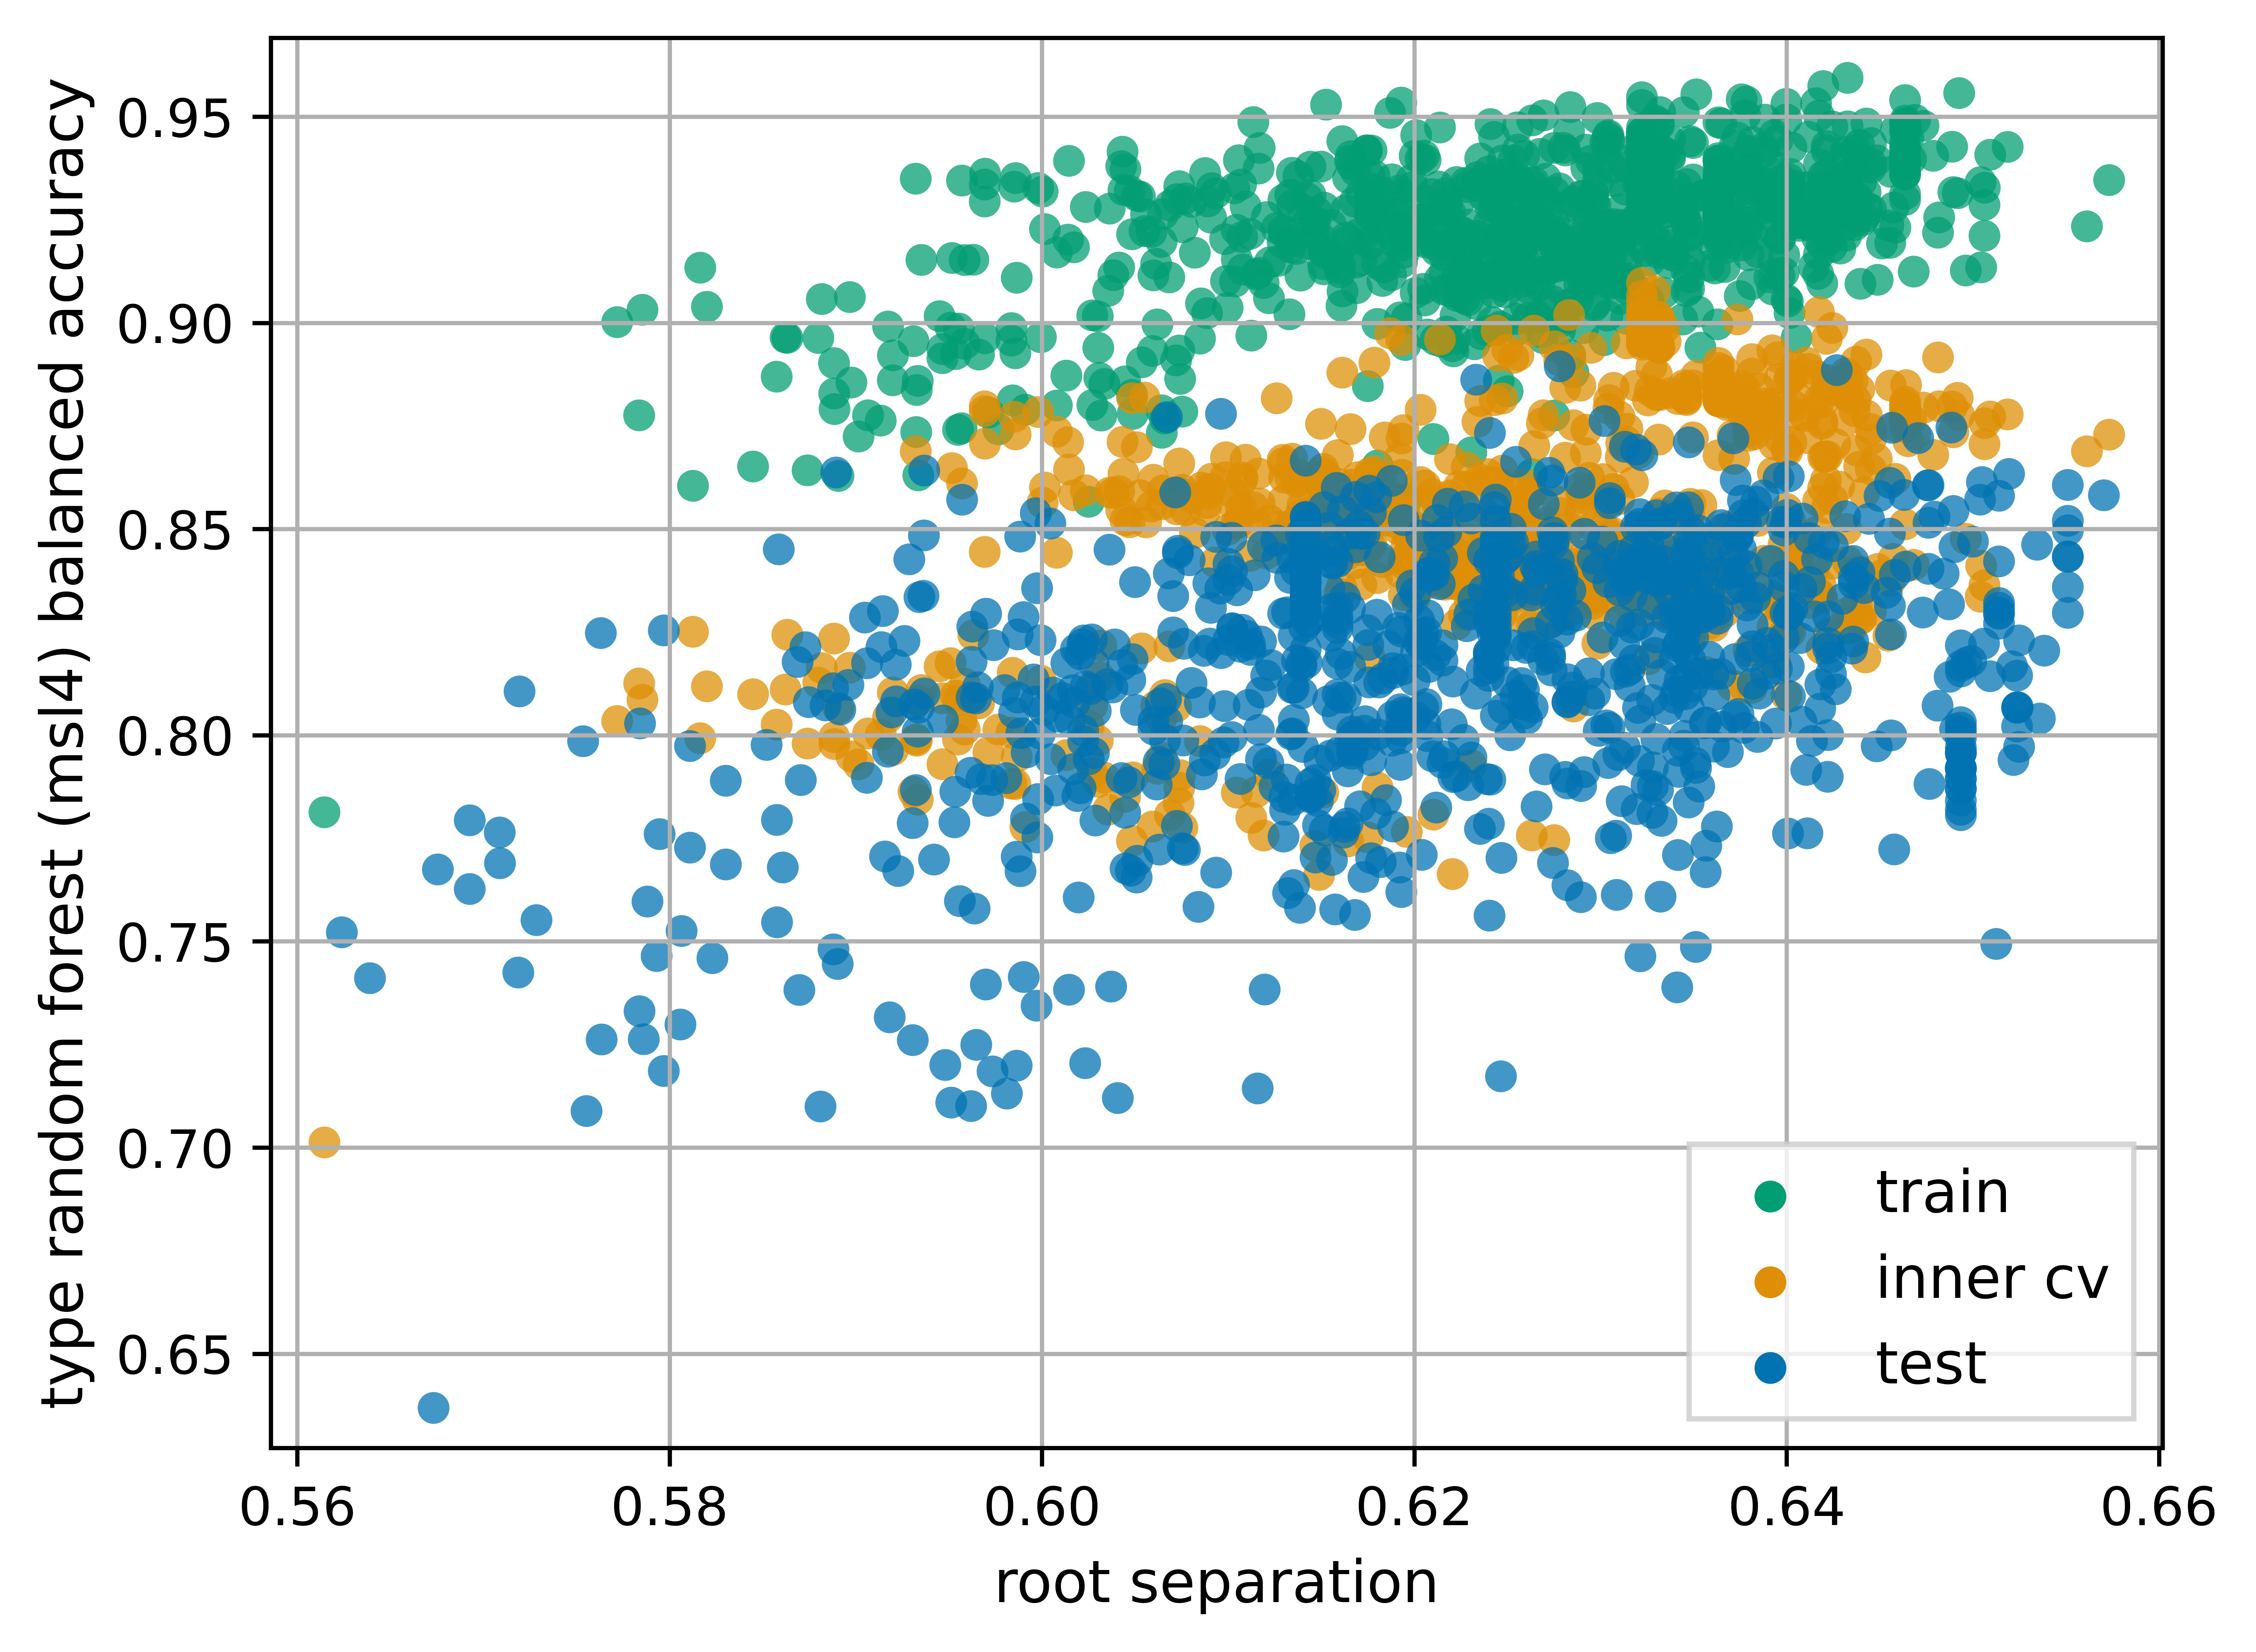 type random forest (msl4) balanced accuracy
0.95
0.90
0.85
0.80
0.75
0.70
0.65
train
inner cv
test
0.56 0.58 0.60 0.62 0.64 0.66
root separation